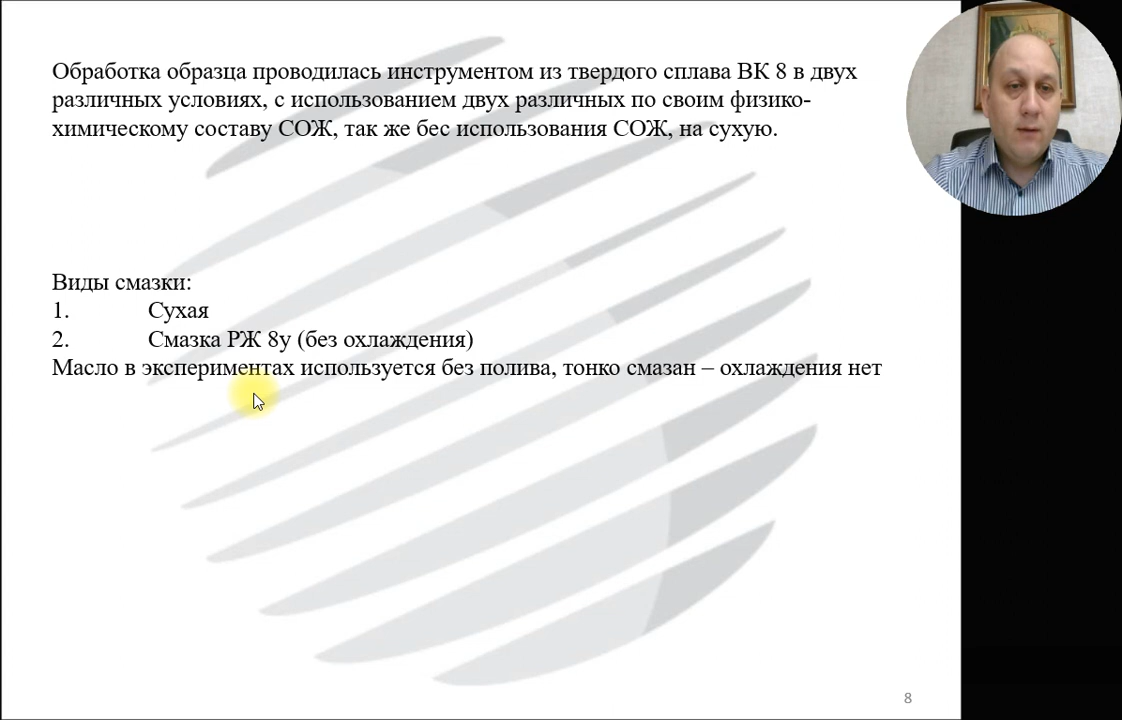 Обработка образца проводилась инструментом из твердого сплава ВК 8 в двух
различных условиях, с использованием двух различных по своим физико-
химическому составу СОЖ, так же бес использования СОЖ, на сухую.
Виды смазки:
1. Сухая
2. Смазка РЖ 8у (без охлаждения)
Масло в экспериментах используется без полива, тонко смазан – охлаждения нет
8